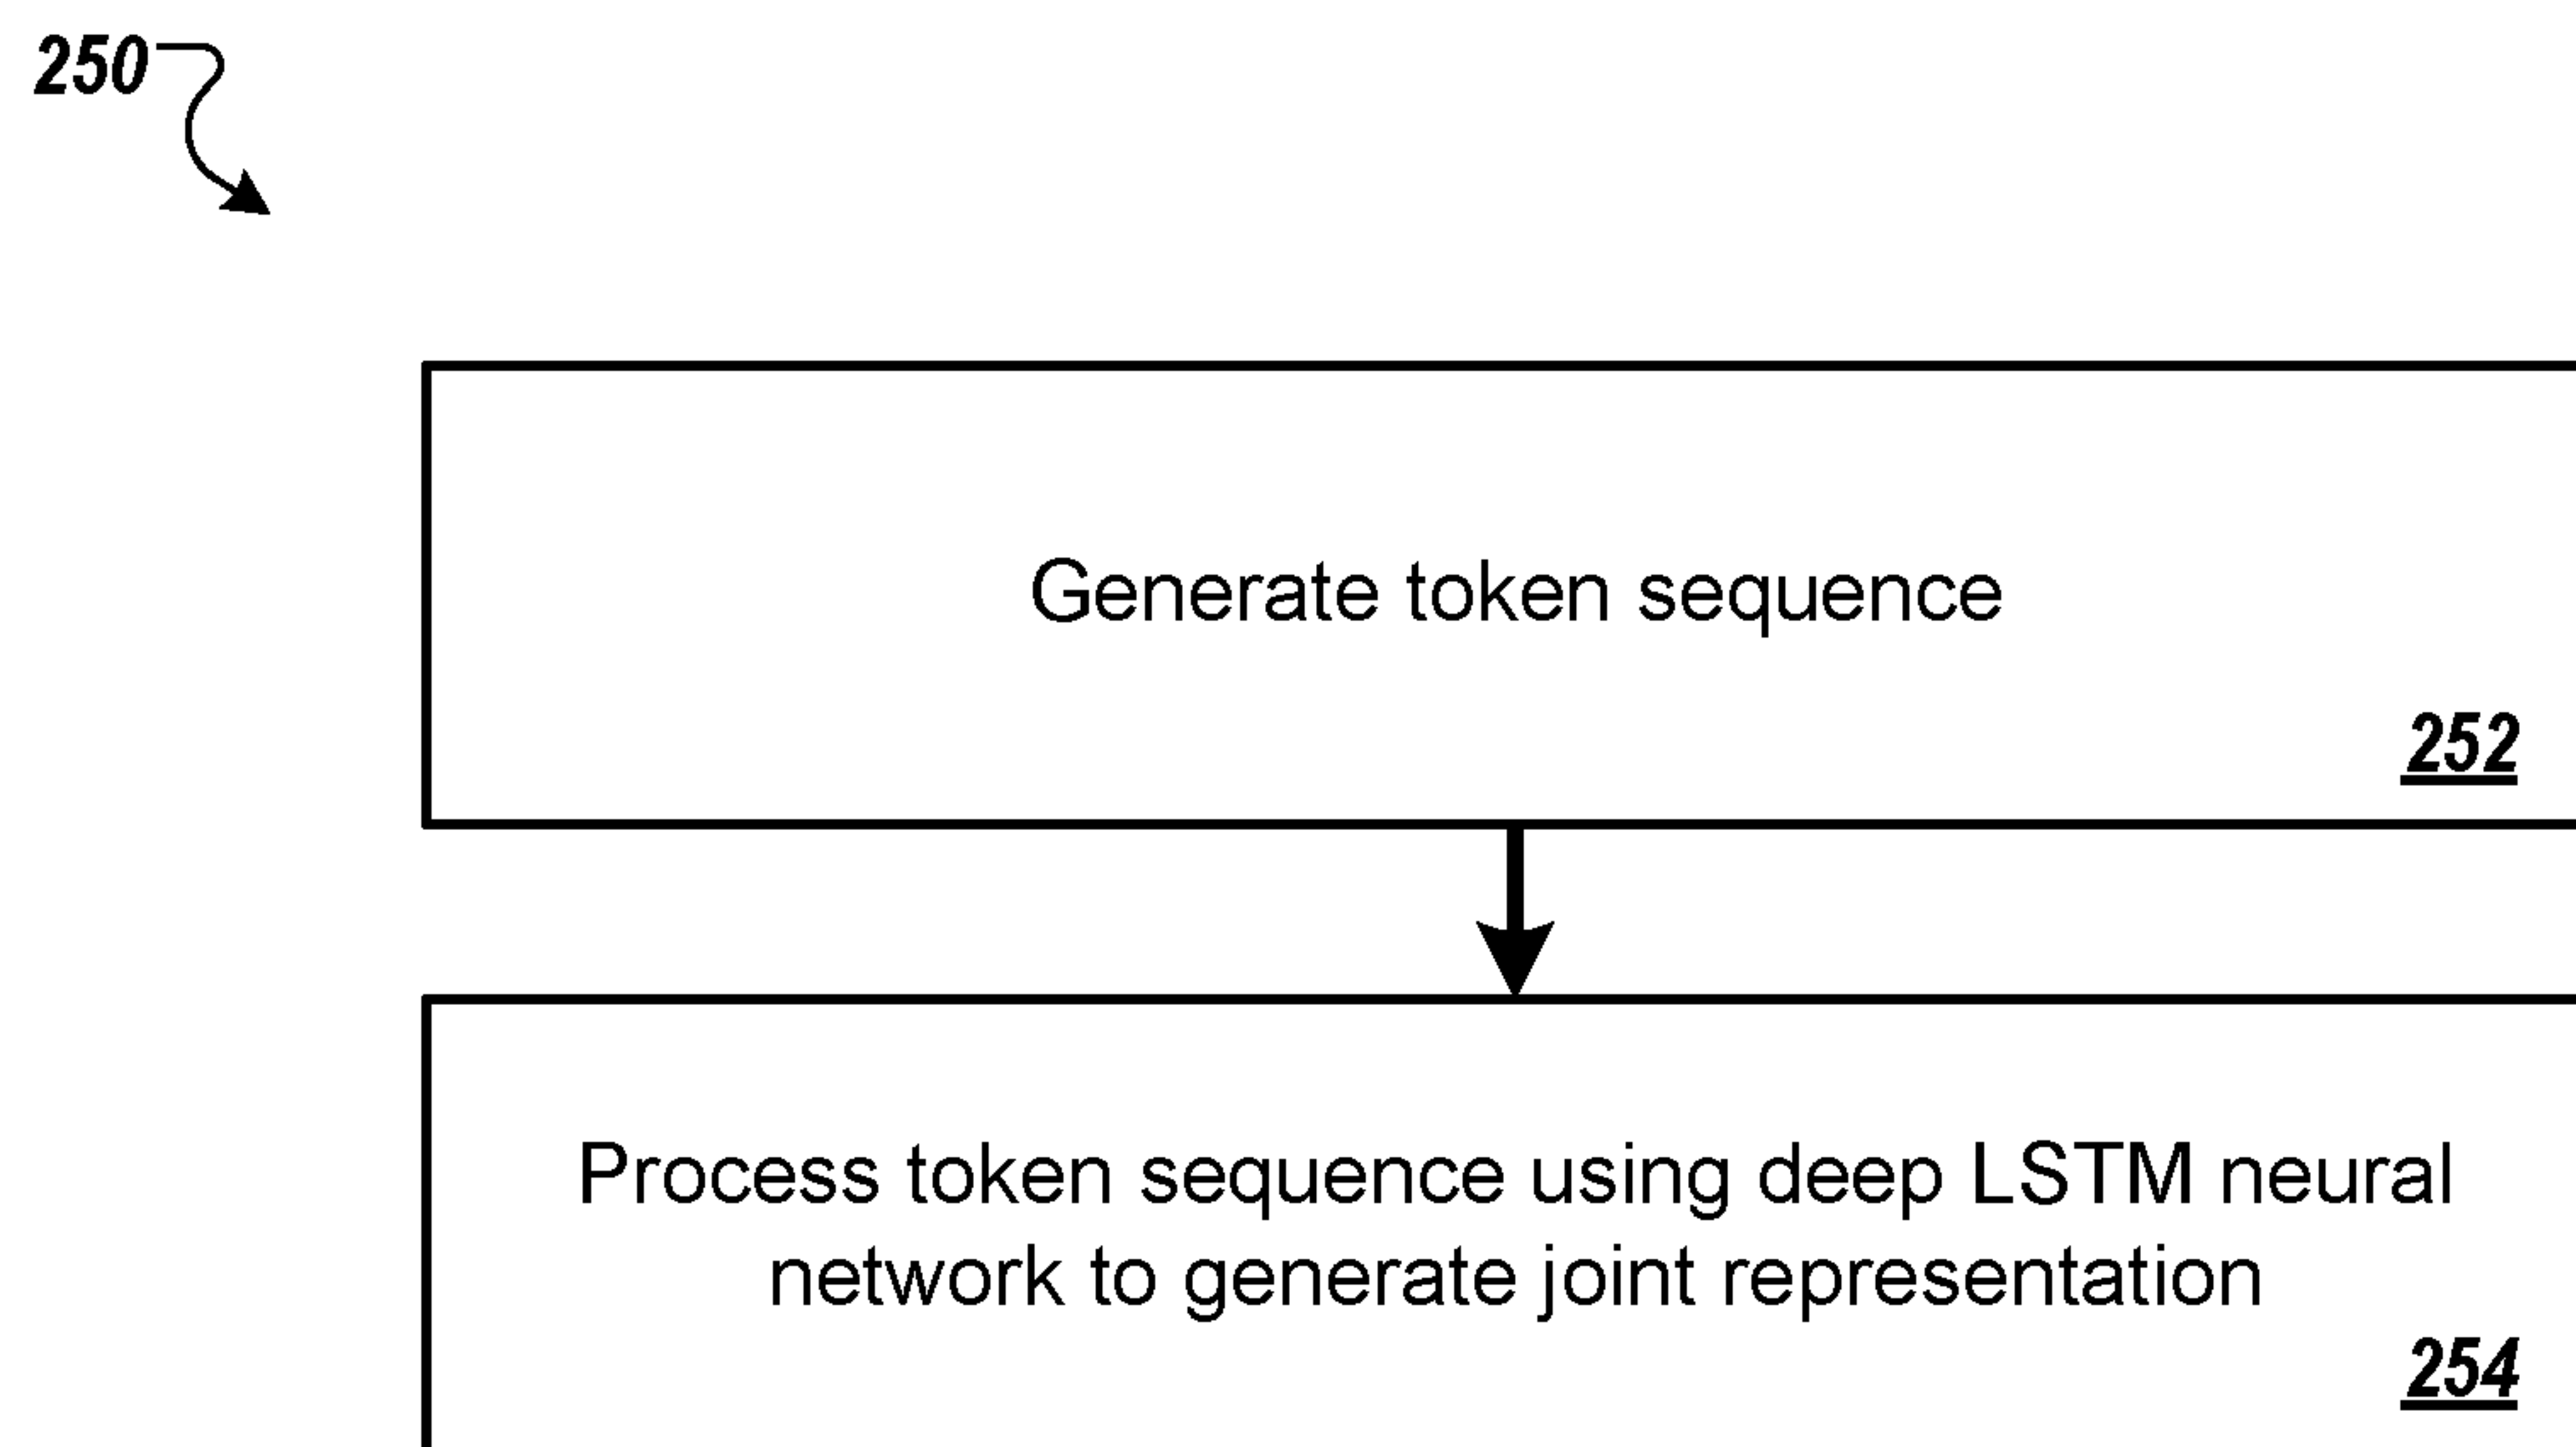 250
Generate token sequence
252
Process token sequence using deep LSTM neural
network to generate joint representation
254